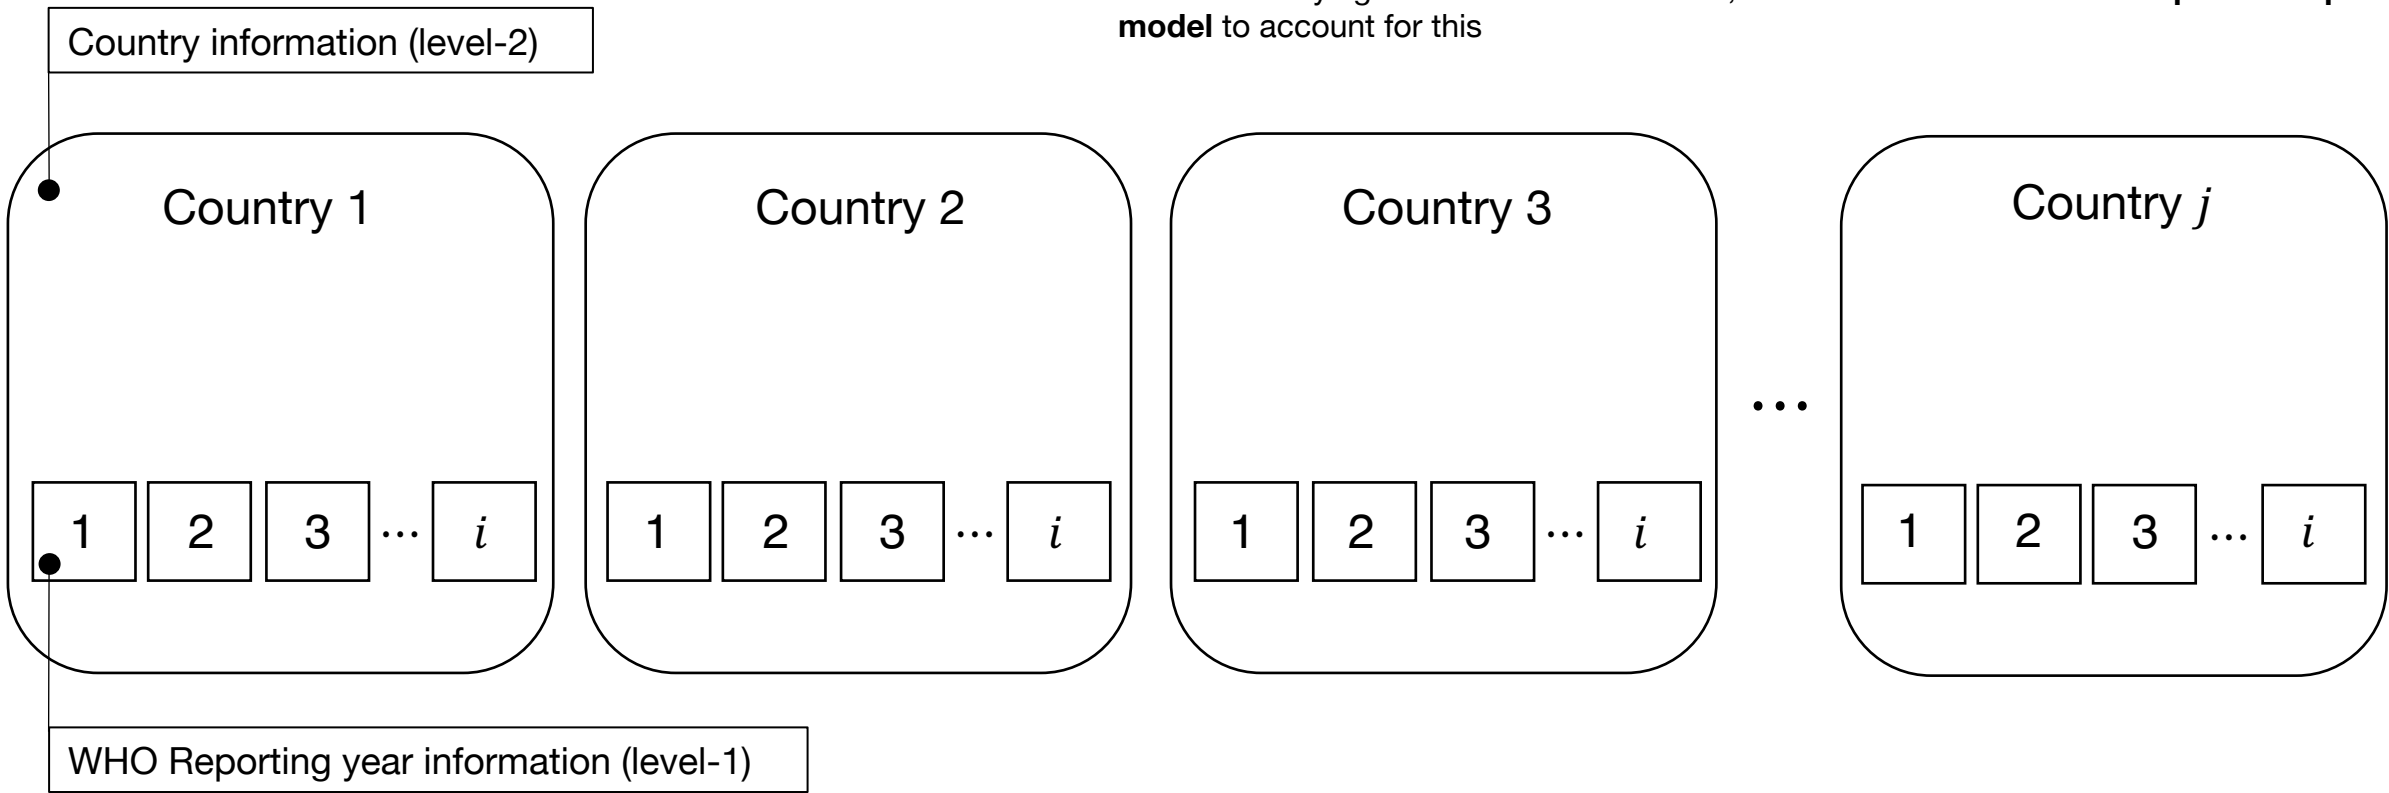 model to account for this
Country information (level-2)
Country 1
Country 2
Country 3
Country j
...
1 2 3 ... i
1 2 3 ... i
1 2 3 ... i
1 2 3 ... i
WHO Reporting year information (level-1)